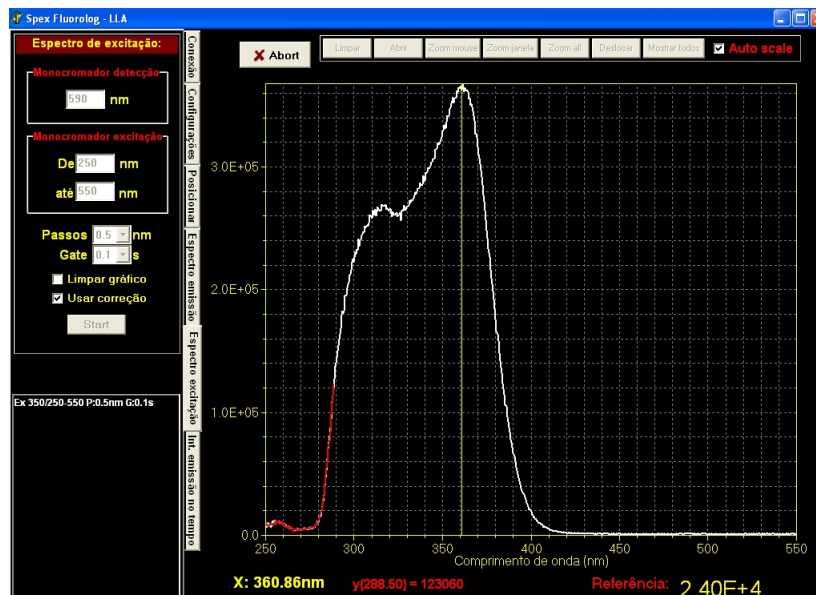 Spex Fluorolog - LLA
Espectro de excitação:
Monocromador detecção
590 nm
Monocromador excitação
De 250 nm
até 550 nm
Passos 0.5 nm
Gate 0.1 s
Limpar gráfico
Usar correção
Start
Ex 350/250-550 P:0.5nm G:0.1s
Conexão
Configurações
Posicionar
Espectro emissão
Espectro excitação
Int. emissão no tempo
Abort
Limpar Abrir Zoom mouse Zoom janela Zoom all Deslocar Mostrar todos Auto scale
3.0E+05
2.0E+05
1.0E+05
0.0
250 300 350 400 450 500 550
Comprimento de onda (nm)
X: 360.86nm y(288.50) = 123060 Referência: 2.40E+4